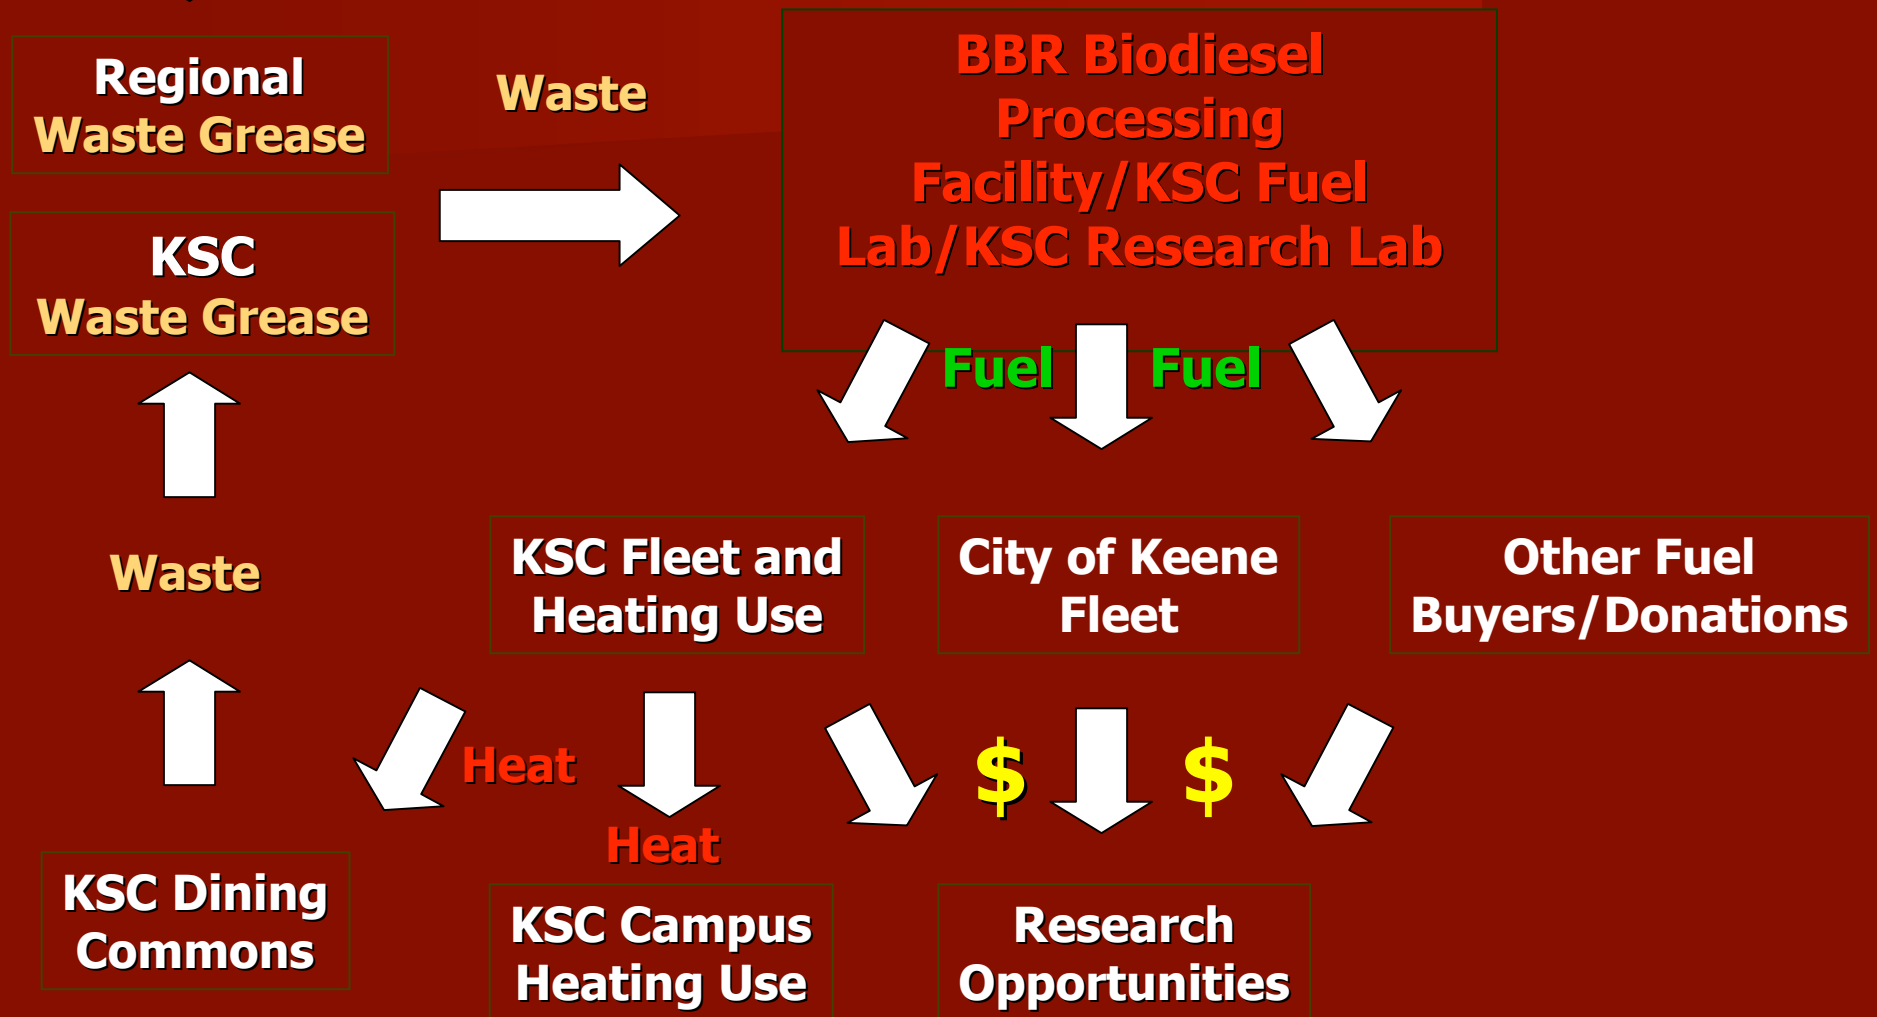 Regional
Waste Grease
Waste
BBR Biodiesel
Processing
Facility/KSC Fuel
Lab/KSC Research Lab
KSC
Waste Grease
Fuel
Fuel
Waste
KSC Fleet and
Heating Use
City of Keene
Fleet
Other Fuel
Buyers/Donations
Heat
$
$
Heat
KSC Dining
Commons
KSC Campus
Heating Use
Research
Opportunities